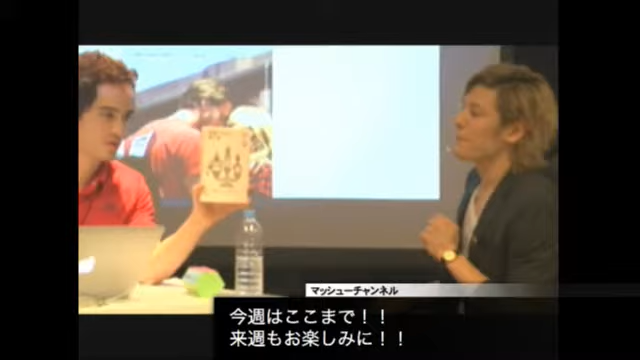 マッシューチャンネル
今週はここまで！！
来週もお楽しみに！！